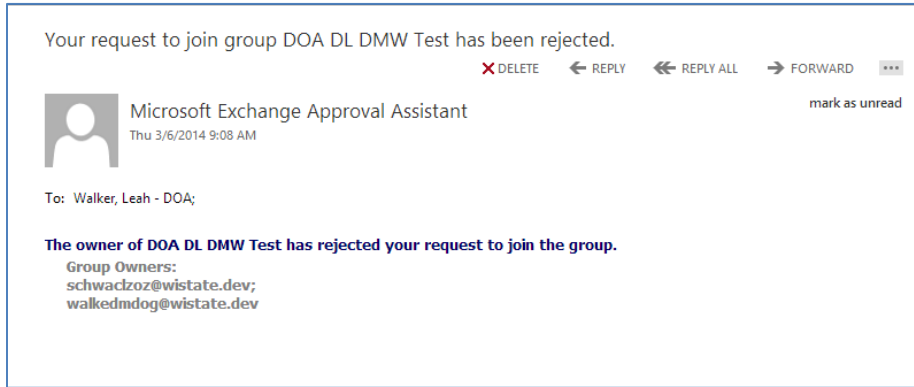 Your request to join group DOA DL DMW Test has been rejected.
DELETE REPLY REPLY ALL FORWARD ...
Microsoft Exchange Approval Assistant mark as unread
Thu 3/6/2014 9:08 AM
To: Walker, Leah - DOA;
The owner of DOA DL DMW Test has rejected your request to join the group.
Group Owners:
schwaclzoz@wistate.dev;
walkedmdog@wistate.dev